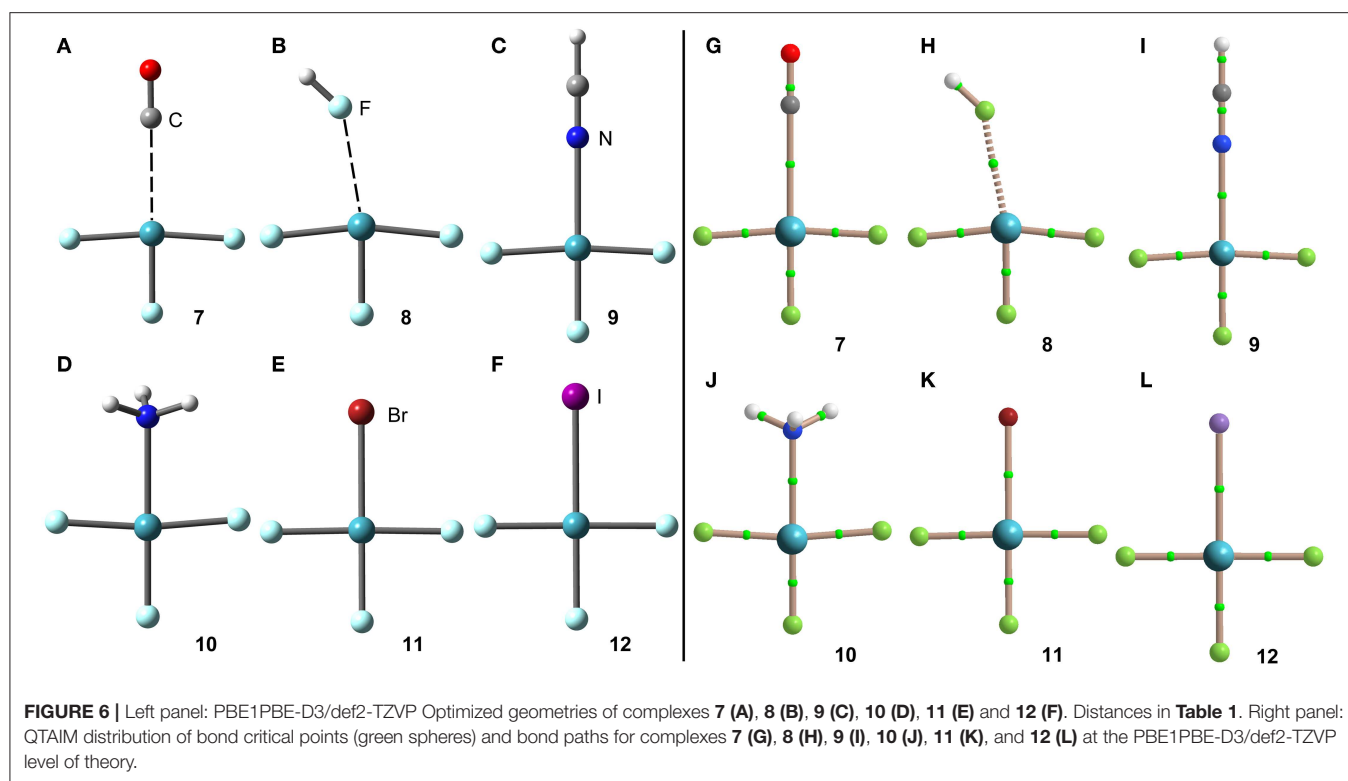 A B C G H I
C F N
7 8 9 7 8 9
D E F J K L
Br I
10 11 12 10 11 12
FIGURE 6 | Left panel: PBE1PBE-D3/def2-TZVP Optimized geometries of complexes 7 (A), 8 (B), 9 (C), 10 (D), 11 (E) and 12 (F). Distances in Table 1. Right panel:
QTAIM distribution of bond critical points (green spheres) and bond paths for complexes 7 (G), 8 (H), 9 (I), 10 (J), 11 (K), and 12 (L) at the PBE1PBE-D3/def2-TZVP
level of theory.